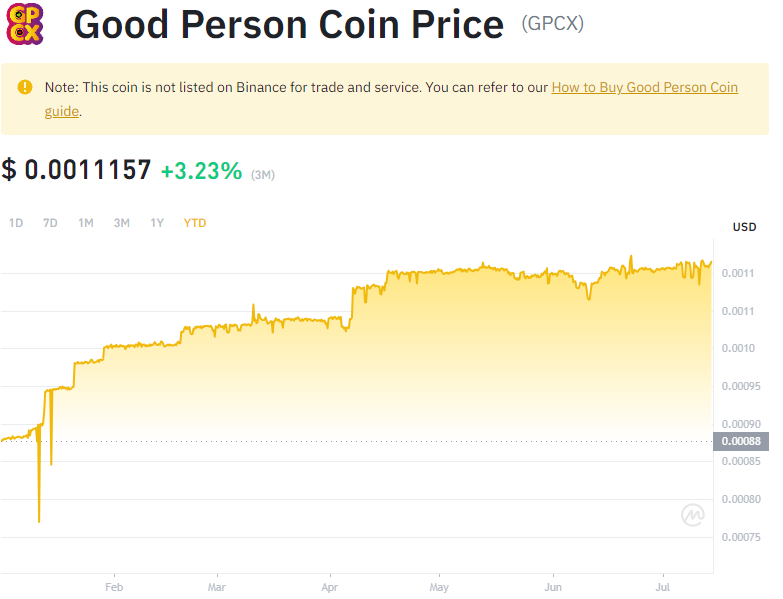 GP
CX
Good Person Coin Price (GPCX)
Note: This coin is not listed on Binance for trade and service. You can refer to our How to Buy Good Person Coin
guide.
$ 0.0011157 +3.23% (3M)
1D 7D 1M 3M 1Y YTD
USD
0.0011
0.0011
0.0010
0.00095
0.00090
0.00088
0.00085
0.00080
0.00075
Feb Mar Apr May Jun Jul